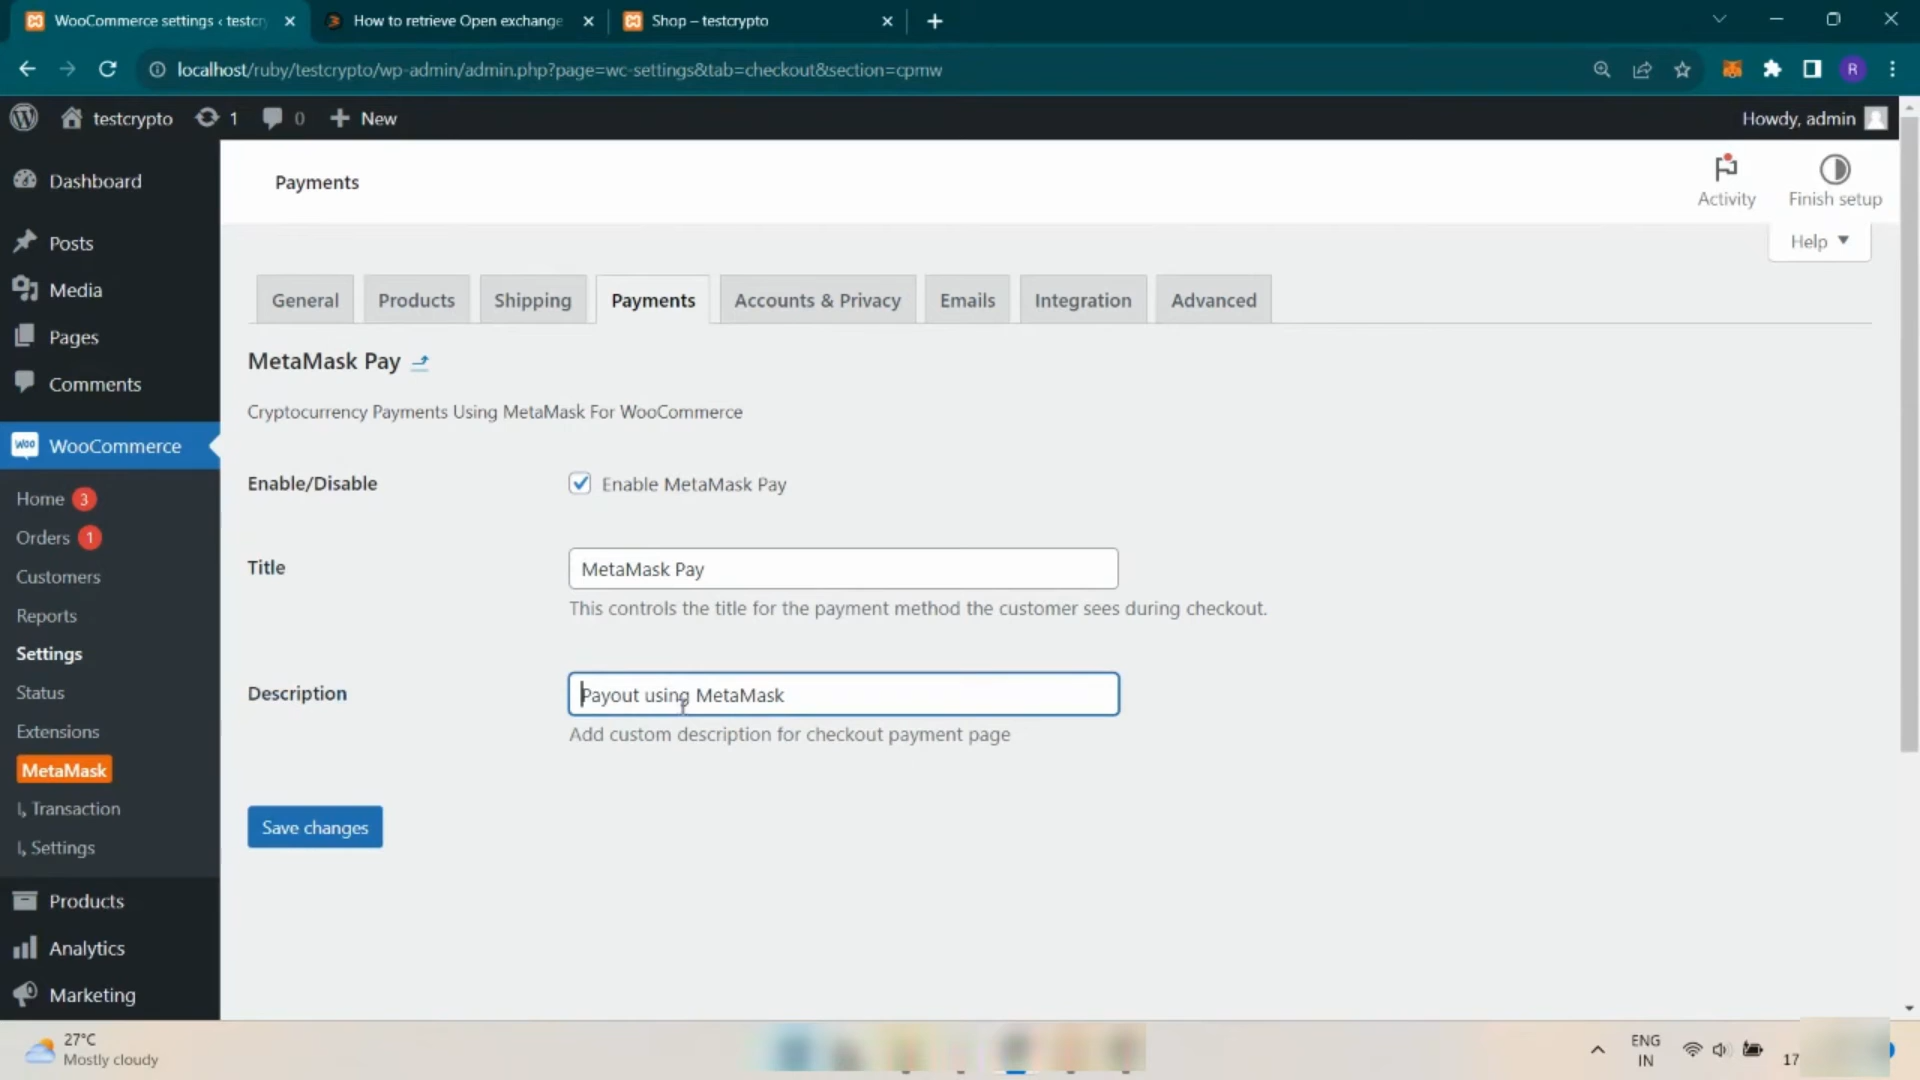 WooCommerce settings ‹ testcry
How to retrieve Open exchange
Shop – testcrypto
localhost/ruby/testcrypto/wp-admin/admin.php?page=wc-settings&tab=checkout&section=cpmw
R
testcrypto
1
0
New
Howdy, admin
Dashboard
Posts
Media
Pages
Comments
Woo
WooCommerce
Home 3
Orders 1
Customers
Reports
Settings
Status
Extensions
MetaMask
Transaction
Settings
Products
Analytics
Marketing
Payments
Activity
Finish setup
Help
General
Products
Shipping
Payments
Accounts & Privacy
Emails
Integration
Advanced
MetaMask Pay
Cryptocurrency Payments Using MetaMask For WooCommerce
Enable/Disable
Enable MetaMask Pay
Title
MetaMask Pay
This controls the title for the payment method the customer sees during checkout.
Description
Payout using MetaMask
Add custom description for checkout payment page
Save changes
27°C
Mostly cloudy
ENG
IN
17